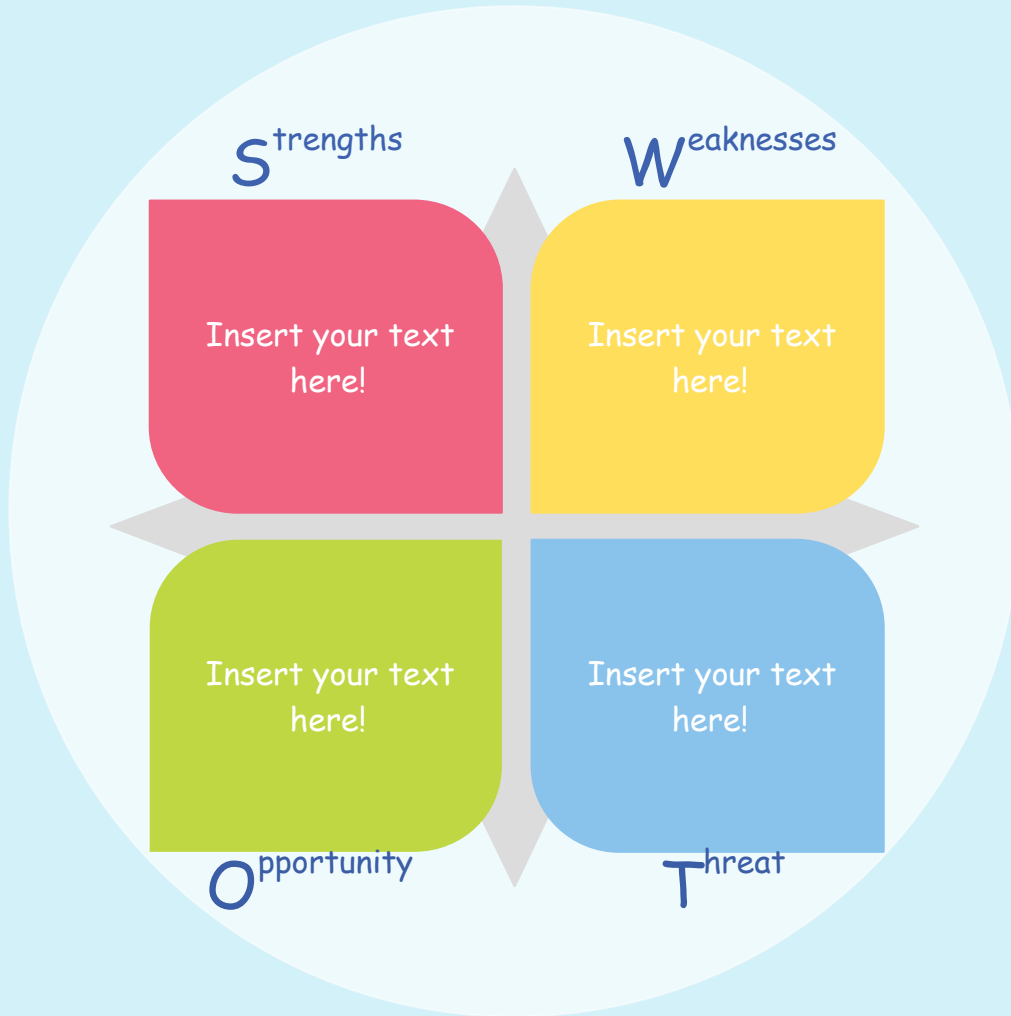 Strengths
Weaknesses
Insert your text
here!
Insert your text
here!
Insert your text
here!
Insert your text
here!
Opportunity
Threat